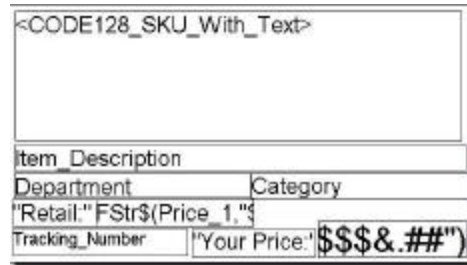 <CODE128_SKU_With_Text>
Item_Description
Department Category
"Retail:" FStr$(Price_1,"$
Tracking_Number "Your Price:" $$$&.##")